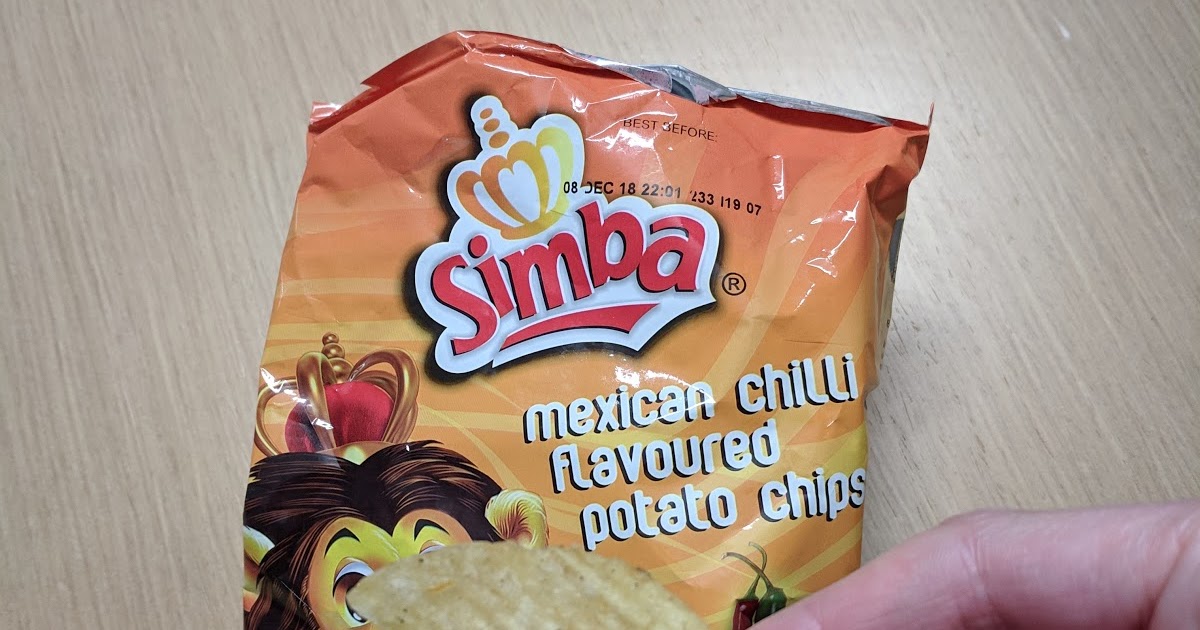 BEST BEFORE:
08 DEC 18 22:01 233 I19 07
Simba ®
mexican chilli
flavoured
potato chips